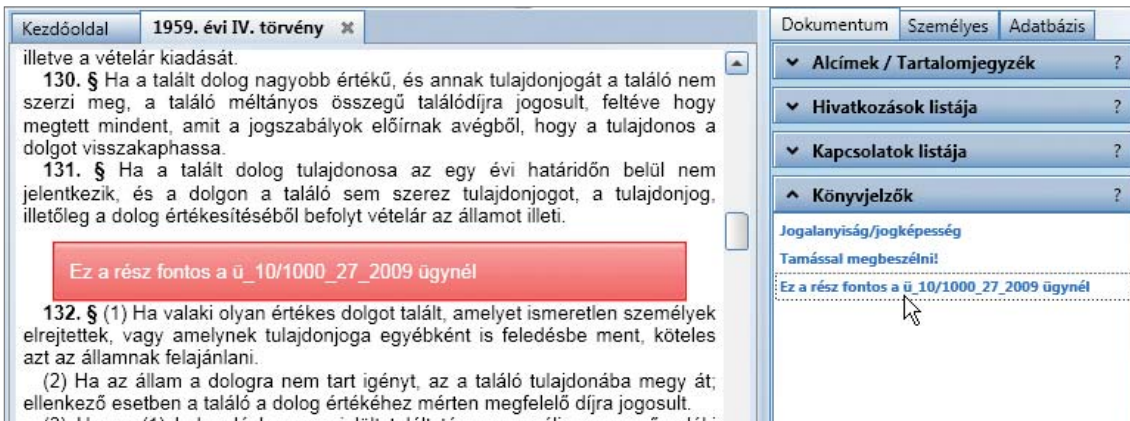 Kezdőoldal
1959. évi IV. törvény
illetve a vételár kiadását.
130. § Ha a talált dolog nagyobb értékű, és annak tulajdonjogát a találó nem
szerzi meg, a találó méltányos összegű találódíjra jogosult, feltéve hogy
megtett mindent, amit a jogszabályok előírnak avégből, hogy a tulajdonos a
dolgot visszakaphassa.
131. § Ha a talált dolog tulajdonosa az egy évi határidőn belül nem
jelentkezik, és a dolgon a találó sem szerez tulajdonjogot, a tulajdonjog,
illetőleg a dolog értékesítéséből befolyt vételár az államot illeti.
Ez a rész fontos a ü_10/1000_27_2009 ügynél
132. § (1) Ha valaki olyan értékes dolgot talált, amelyet ismeretlen személyek
elrejtettek, vagy amelynek tulajdonjoga egyébként is feledésbe ment, köteles
azt az államnak felajánlani.
(2) Ha az állam a dologra nem tart igényt, az a találó tulajdonába megy át;
ellenkező esetben a találó a dolog értékéhez mérten megfelelő díjra jogosult.
Dokumentum
Személyes
Adatbázis
Alcímek / Tartalomjegyzék ?
Hivatkozások listája ?
Kapcsolatok listája ?
Könyvjelzők ?
Jogalanyiság/jogképesség
Tamással megbeszélni!
Ez a rész fontos a ü_10/1000_27_2009 ügynél